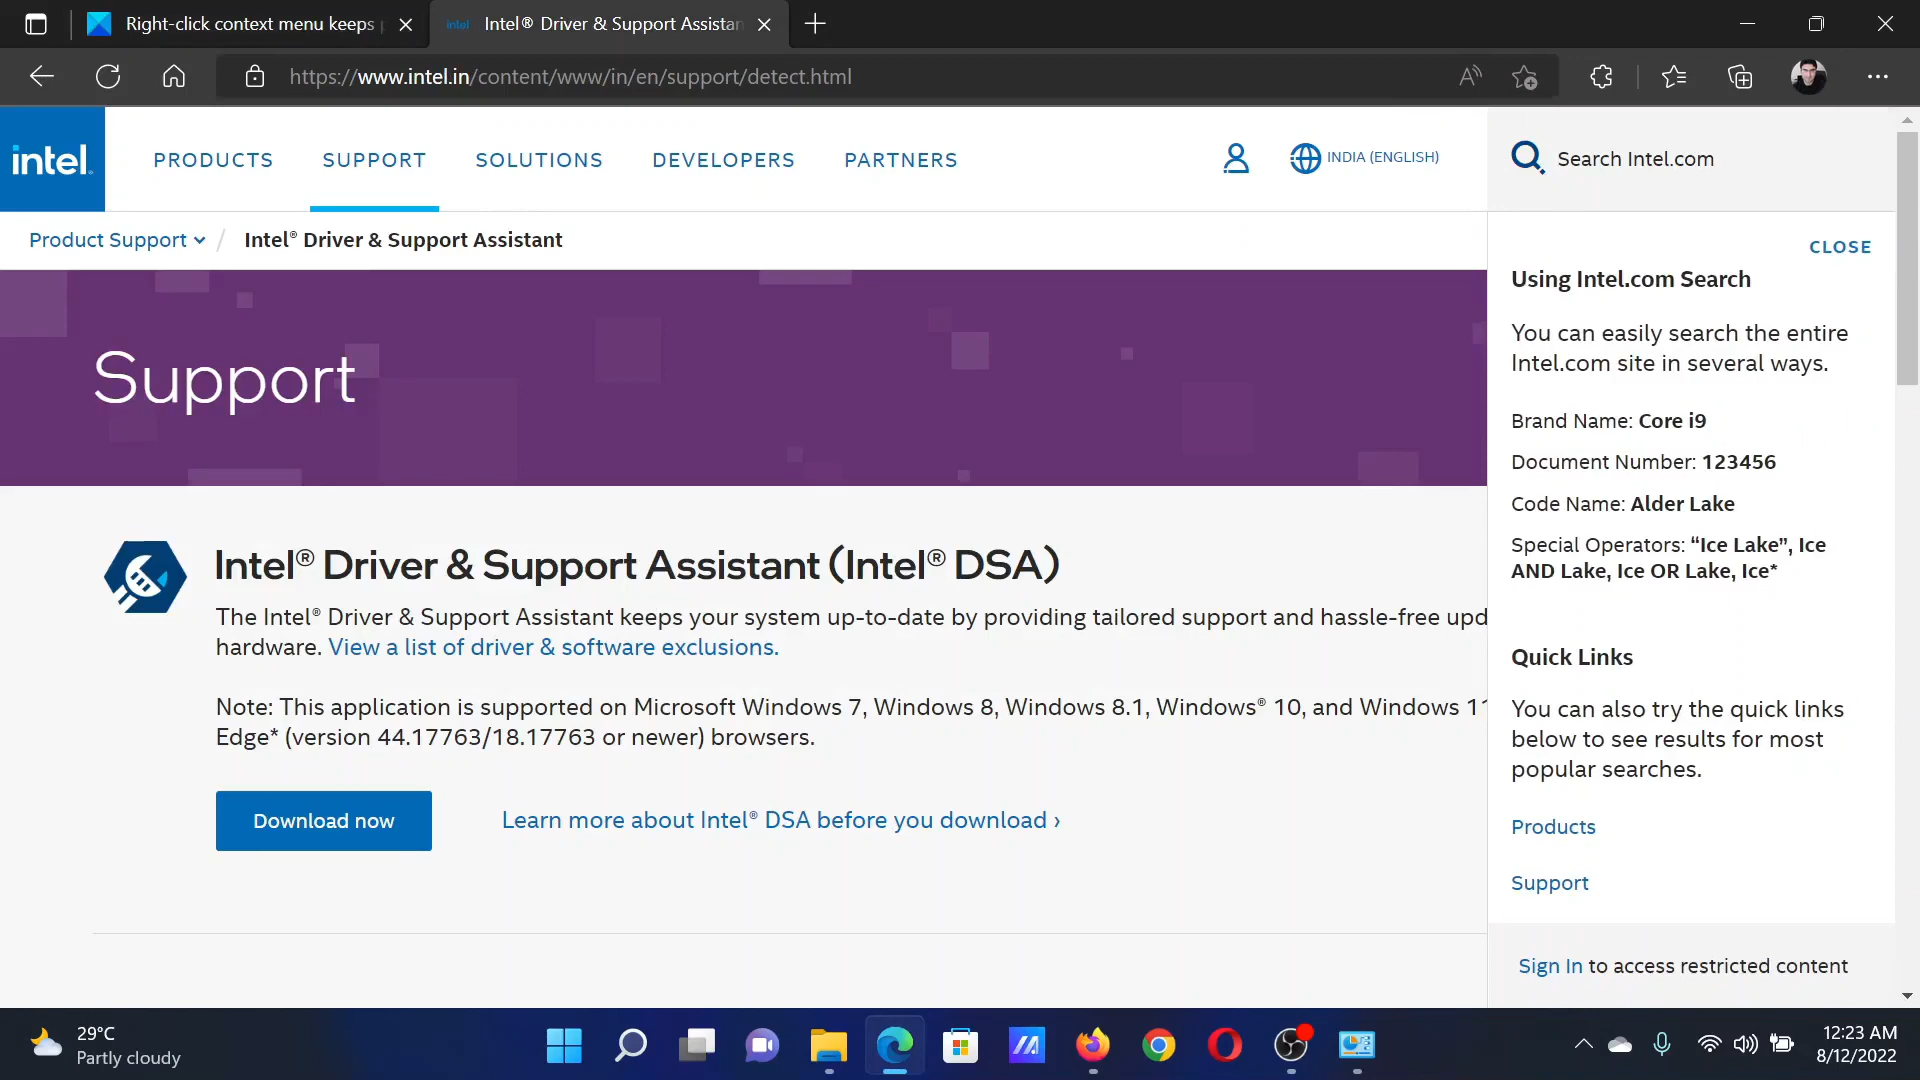 Right-click context menu keeps
intel Intel® Driver & Support Assistan
https://www.intel.in/content/www/in/en/support/detect.html
intel.
PRODUCTS SUPPORT SOLUTIONS DEVELOPERS PARTNERS
INDIA (ENGLISH)
Search Intel.com
Product Support / Intel® Driver & Support Assistant
CLOSE
Support
Intel® Driver & Support Assistant (Intel® DSA)
The Intel® Driver & Support Assistant keeps your system up-to-date by providing tailored support and hassle-free upd
hardware. View a list of driver & software exclusions.
Note: This application is supported on Microsoft Windows 7, Windows 8, Windows 8.1, Windows® 10, and Windows 11
Edge* (version 44.17763/18.17763 or newer) browsers.
Download now
Learn more about Intel® DSA before you download ›
Using Intel.com Search
You can easily search the entire
Intel.com site in several ways.
Brand Name: Core i9
Document Number: 123456
Code Name: Alder Lake
Special Operators: “Ice Lake”, Ice
AND Lake, Ice OR Lake, Ice*
Quick Links
You can also try the quick links
below to see results for most
popular searches.
Products
Support
Sign In to access restricted content
29°C
Partly cloudy
12:23 AM
8/12/2022